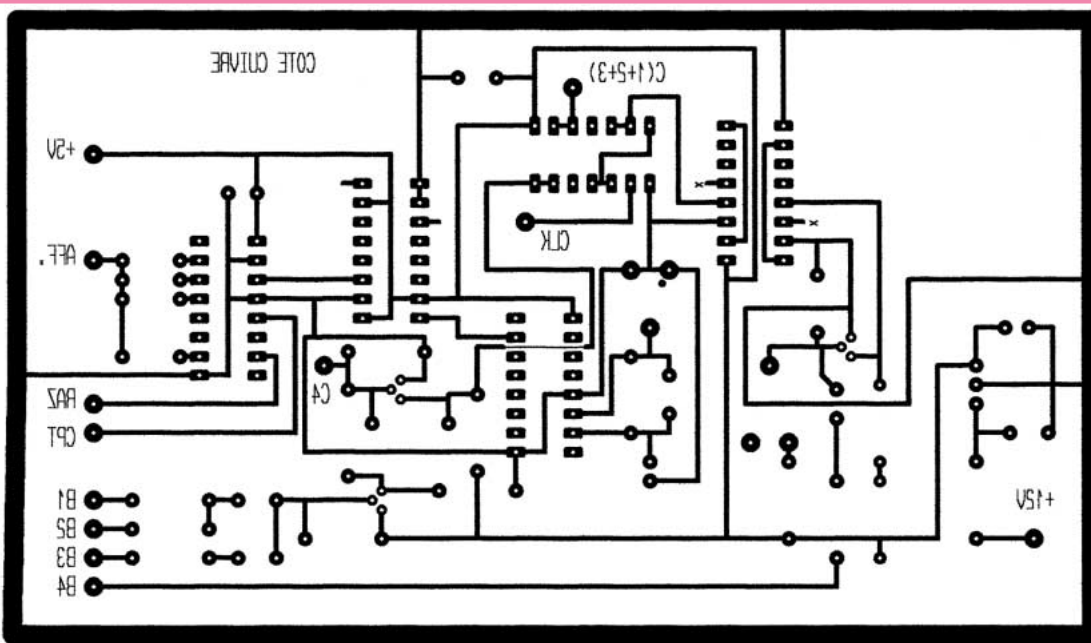 COTE CUIVRE
C(1+2+3)
+5V
x
x
CLK
AFF.
C4
RAZ
CPT
B1
+12V
B2
B3
B4